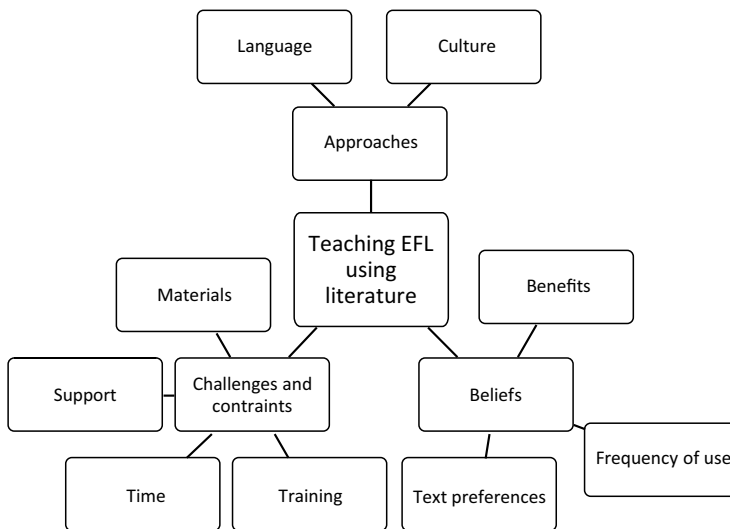 Language
Culture
Approaches
Teaching EFL
using
literature
Materials
Benefits
Support
Challenges and
contraints
Beliefs
Frequency of use
Time
Training
Text preferences